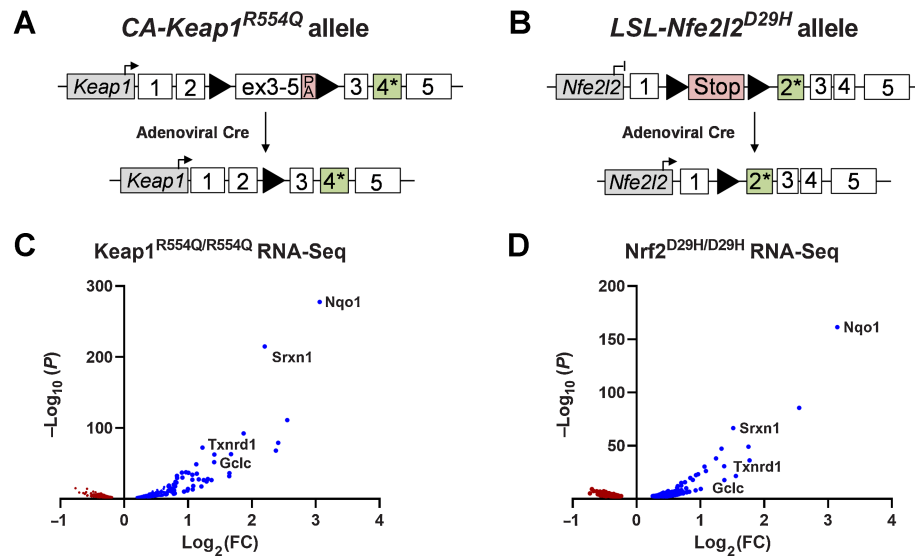 A
CA-Keap1R554Q allele
Keap1 1 2 ex3-5 PA 3 4* 5
Adenoviral Cre
Keap1 1 2 3 4* 5
B
LSL-Nfe2l2D29H allele
Nfe2l2 1 Stop 2* 3 4 5
Adenoviral Cre
Nfe2l2 1 2* 3 4 5
C
Keap1R554Q/R554Q RNA-Seq
300
200
100
−1 0 1 2 3 4
−Log10 (P)
Log2(FC)
Nqo1
Srxn1
Txnrd1
Gclc
D
Nrf2D29H/D29H RNA-Seq
200
150
100
50
−1 0 1 2 3 4
−Log10 (P)
Log2(FC)
Nqo1
Srxn1
Txnrd1
Gclc